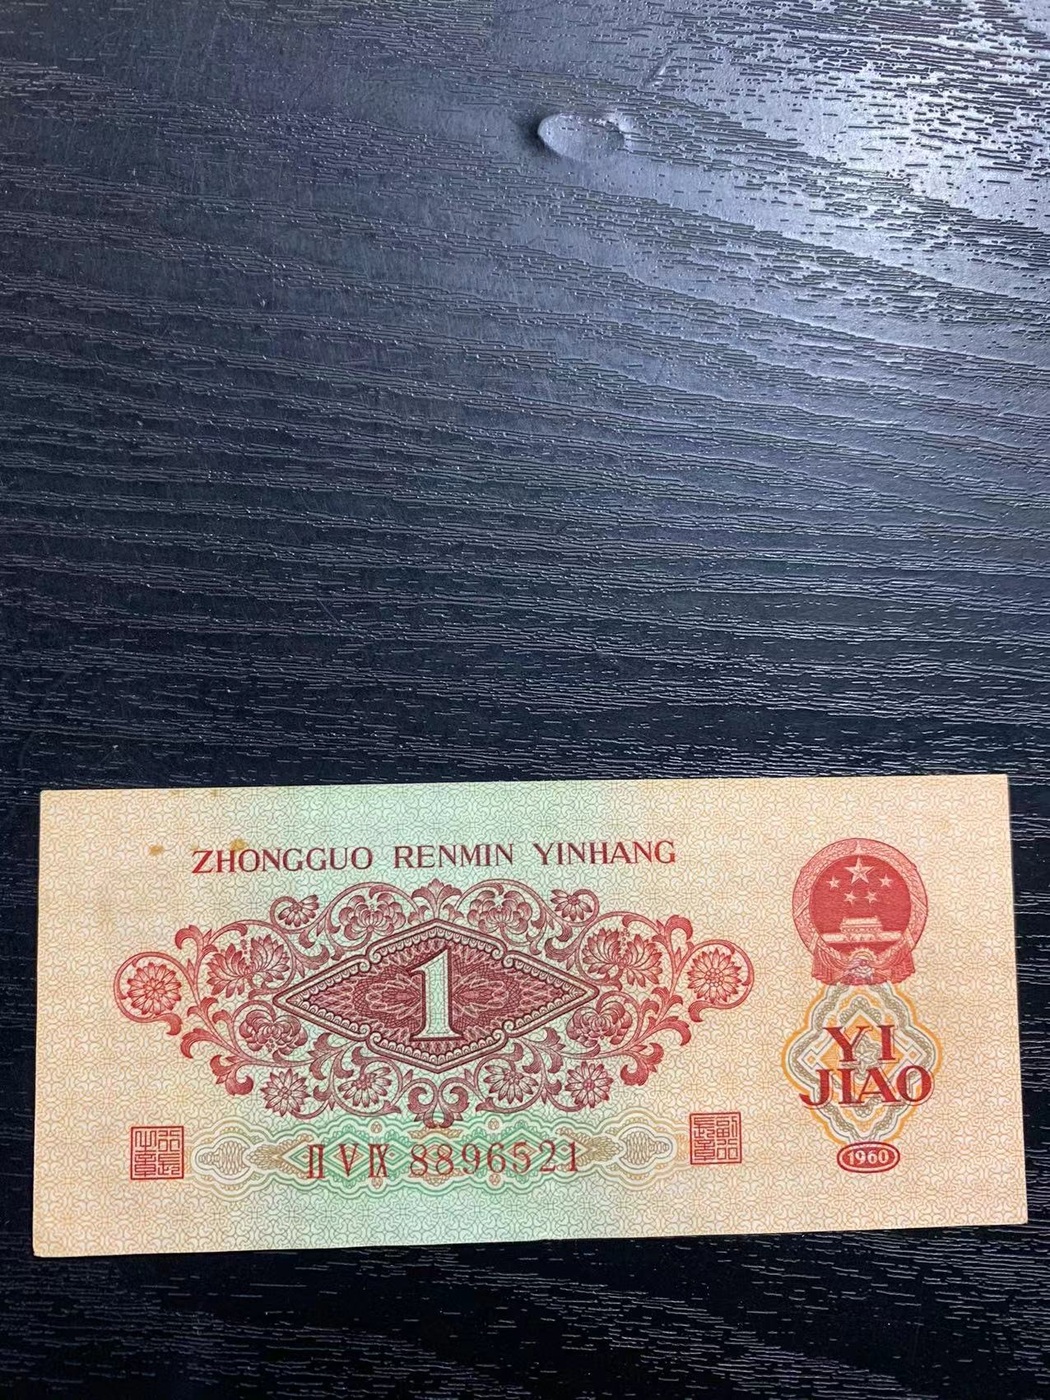 ZHONGGUO RENMIN YINHANG
1
YI
JIAO
ⅡⅤⅨ 8896521
1960